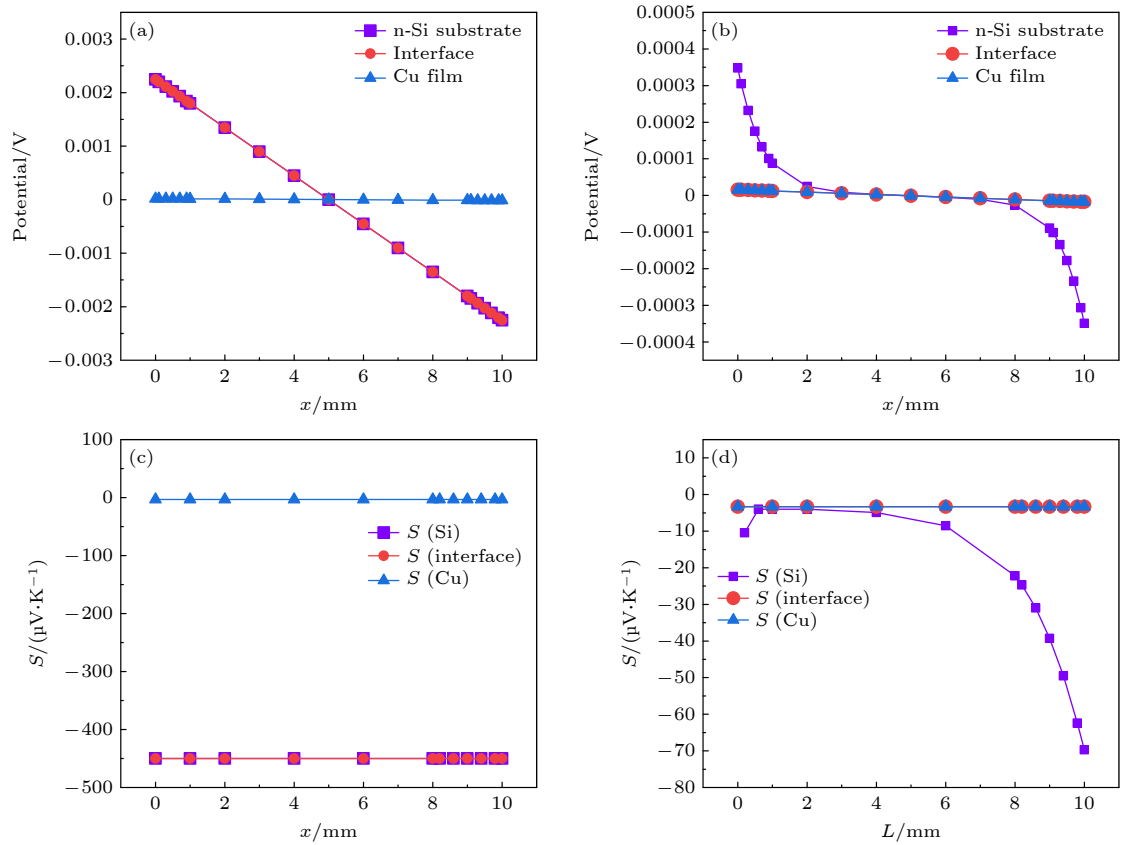 (a)
n-Si substrate
Interface
Cu film
0.003
0.002
0.001
0
−0.001
−0.002
−0.003
Potential/V
0 2 4 6 8 10
x/mm
(b)
n-Si substrate
Interface
Cu film
0.0005
0.0004
0.0003
0.0002
0.0001
0
−0.0001
−0.0002
−0.0003
−0.0004
Potential/V
0 2 4 6 8 10
x/mm
(c)
S (Si)
S (interface)
S (Cu)
100
0
−100
−200
−300
−400
−500
S/(μV·K⁻¹)
0 2 4 6 8 10
x/mm
(d)
S (Si)
S (interface)
S (Cu)
10
0
−10
−20
−30
−40
−50
−60
−70
−80
S/(μV·K⁻¹)
0 2 4 6 8 10
L/mm